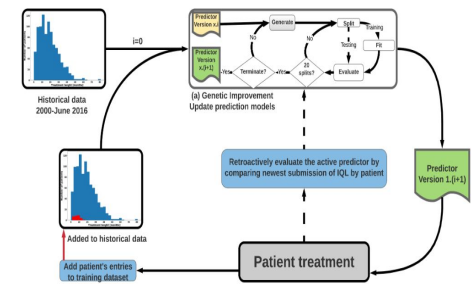 Predictor
Version x.i
Generate
Split
Training
i=0
No
No
Testing
Fit
Predictor
Version
x.(i+1)
Yes
Terminate?
Yes
20
splits?
Evaluate
Historical data
2000-June 2016
(a) Genetic Improvement
Update prediction models
Retroactively evaluate the active predictor by
comparing newest submission of IQL by patient
Predictor
Version 1.(i+1)
Added to historical data
Patient treatment
Add patient's entries
to training dataset